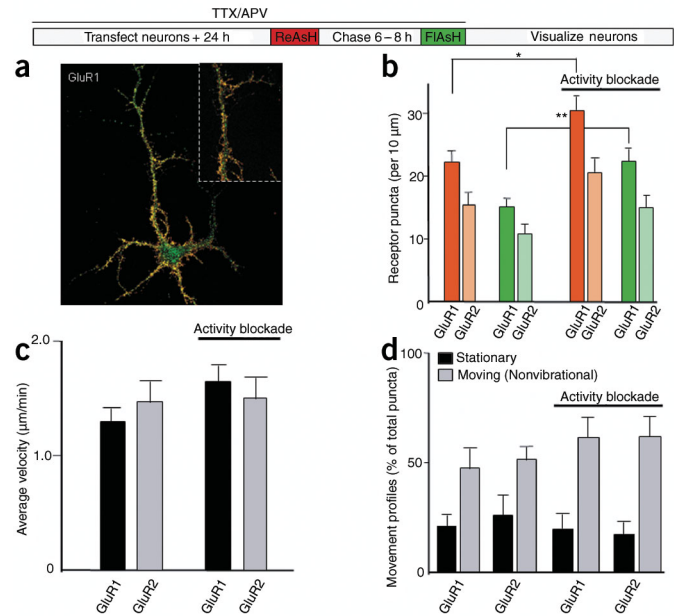 TTX/APV
Transfect neurons + 24 h ReAsH Chase 6–8 h FlAsH Visualize neurons
a
GluR1
b
Activity blockade
*
**
Receptor puncta (per 10 µm)
30
20
10
0
GluR1 GluR2 GluR1 GluR2 GluR1 GluR2 GluR1 GluR2
c
Activity blockade
Average velocity (µm/min)
2.0
1.0
0
GluR1 GluR2 GluR1 GluR2
d
Stationary
Moving (Nonvibrational)
Activity blockade
Movement profiles (% of total puncta)
100
50
0
GluR1 GluR2 GluR1 GluR2